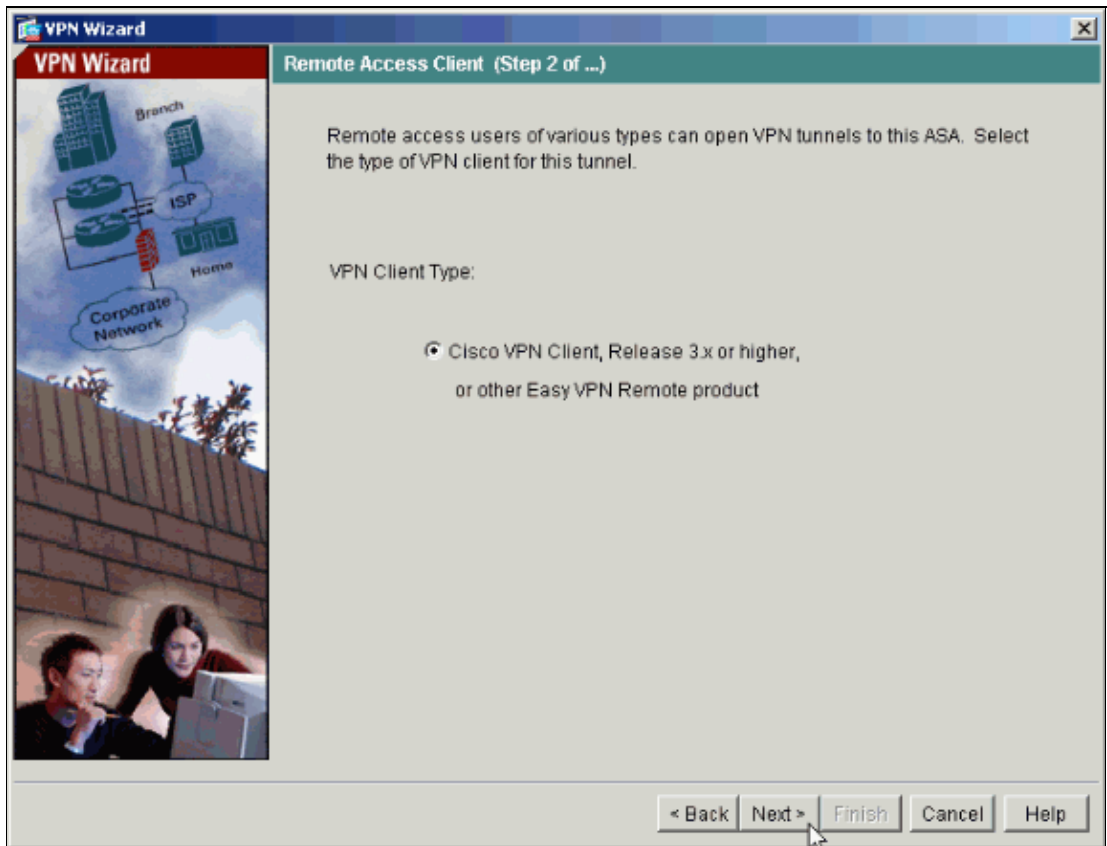 VPN Wizard
VPN Wizard
Remote Access Client (Step 2 of ...)
Branch
ISP
Home
Corporate
Network
Remote access users of various types can open VPN tunnels to this ASA. Select
the type of VPN client for this tunnel.
VPN Client Type:
Cisco VPN Client, Release 3.x or higher,
or other Easy VPN Remote product
< Back
Next >
Finish
Cancel
Help